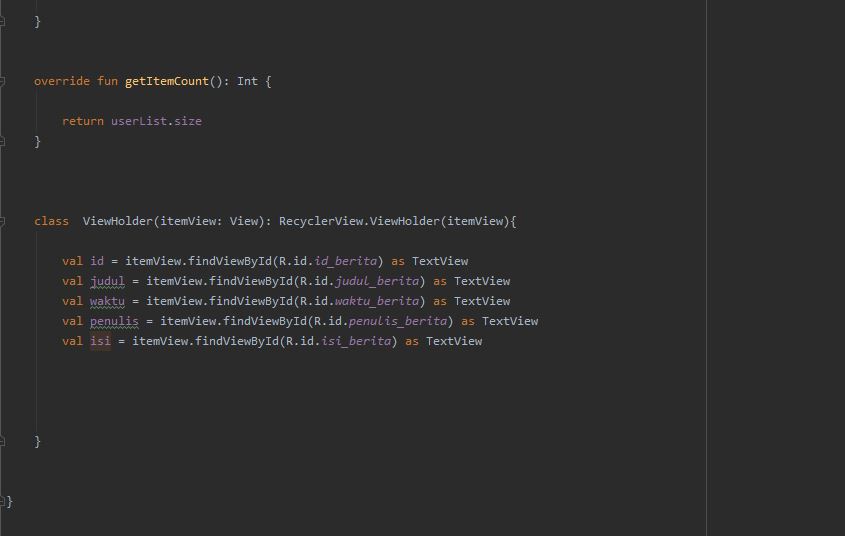 }
override fun getItemCount(): Int {
return userList.size
}
class  ViewHolder(itemView: View): RecyclerView.ViewHolder(itemView){
val id = itemView.findViewById(R.id.id_berita) as TextView
val judul = itemView.findViewById(R.id.judul_berita) as TextView
val waktu = itemView.findViewById(R.id.waktu_berita) as TextView
val penulis = itemView.findViewById(R.id.penulis_berita) as TextView
val isi = itemView.findViewById(R.id.isi_berita) as TextView
}
}